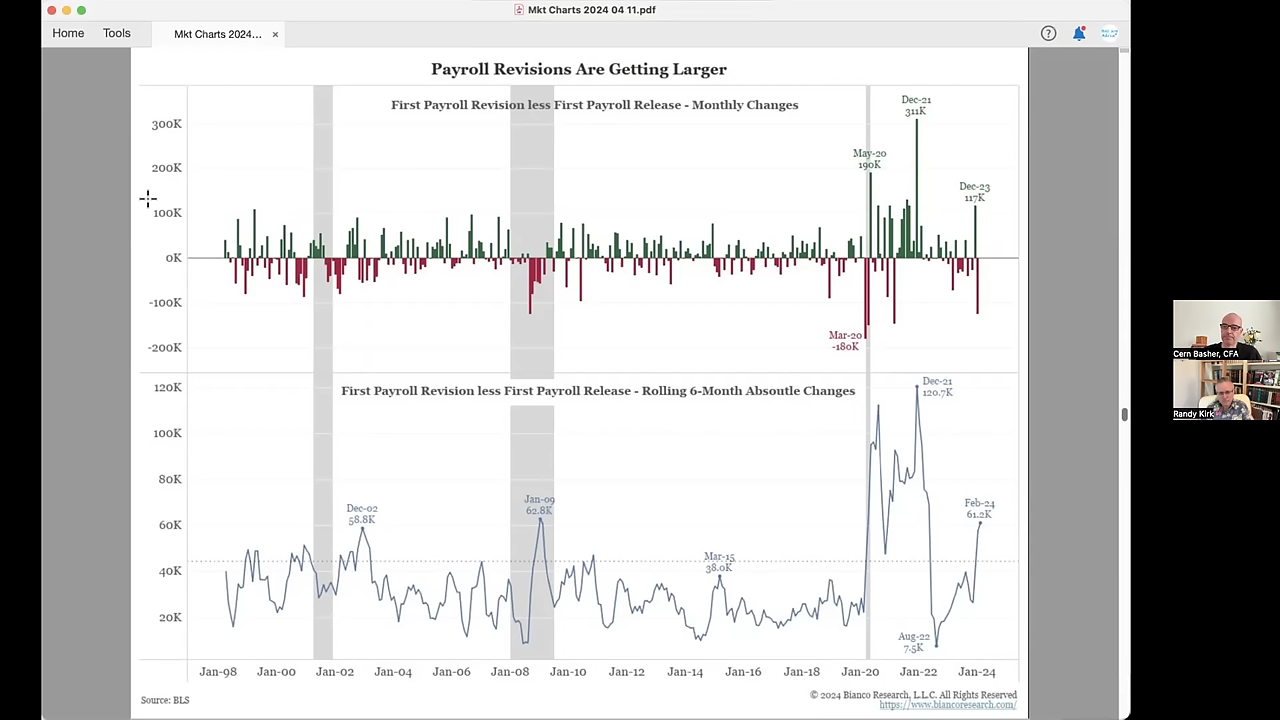 Mkt Charts 2024 04 11.pdf
Home
Tools
Mkt Charts 2024...
Payroll Revisions Are Getting Larger
First Payroll Revision less First Payroll Release - Monthly Changes
300K
200K
100K
0K
-100K
-200K
Dec-21
311K
May-20
190K
Dec-23
117K
Mar-20
-180K
First Payroll Revision less First Payroll Release - Rolling 6-Month Absoutle Changes
120K
100K
80K
60K
40K
20K
Dec-02
58.8K
Jan-09
62.8K
Mar-15
38.0K
Dec-21
120.7K
Feb-24
61.2K
Aug-22
7.5K
Jan-98 Jan-00 Jan-02 Jan-04 Jan-06 Jan-08 Jan-10 Jan-12 Jan-14 Jan-16 Jan-18 Jan-20 Jan-22 Jan-24
Source: BLS
© 2024 Bianco Research, L.L.C. All Rights Reserved
https://www.biancoresearch.com/
Cern Basher, CFA
Randy Kirk